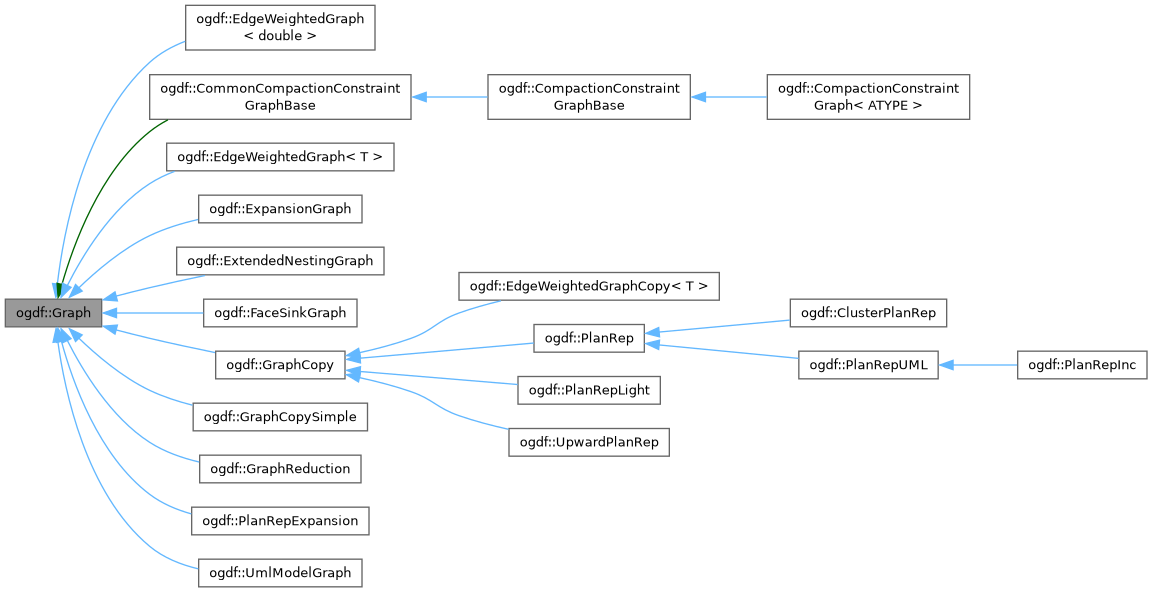 ogdf::EdgeWeightedGraph
< double >
ogdf::CommonCompactionConstraint
GraphBase
ogdf::CompactionConstraint
GraphBase
ogdf::CompactionConstraint
Graph< ATYPE >
ogdf::EdgeWeightedGraph< T >
ogdf::ExpansionGraph
ogdf::ExtendedNestingGraph
ogdf::Graph
ogdf::FaceSinkGraph
ogdf::GraphCopy
ogdf::EdgeWeightedGraphCopy< T >
ogdf::PlanRep
ogdf::ClusterPlanRep
ogdf::PlanRepUML
ogdf::PlanRepInc
ogdf::PlanRepLight
ogdf::UpwardPlanRep
ogdf::GraphCopySimple
ogdf::GraphReduction
ogdf::PlanRepExpansion
ogdf::UmlModelGraph